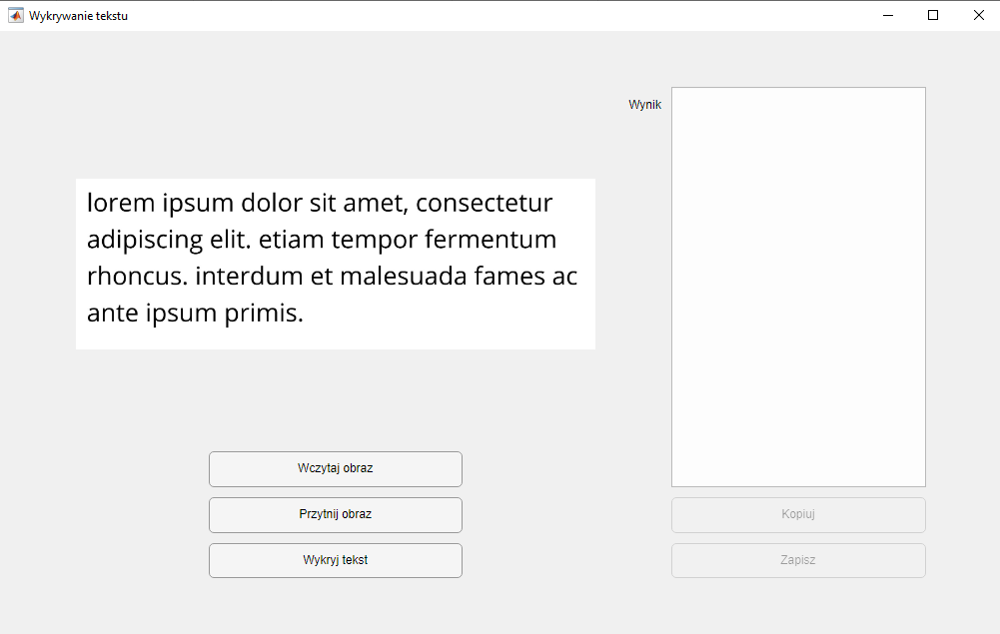 Wykrywanie tekstu
Wynik
lorem ipsum dolor sit amet, consectetur
adipiscing elit. etiam tempor fermentum
rhoncus. interdum et malesuada fames ac
ante ipsum primis.
Wczytaj obraz
Przytnij obraz
Wykryj tekst
Kopiuj
Zapisz